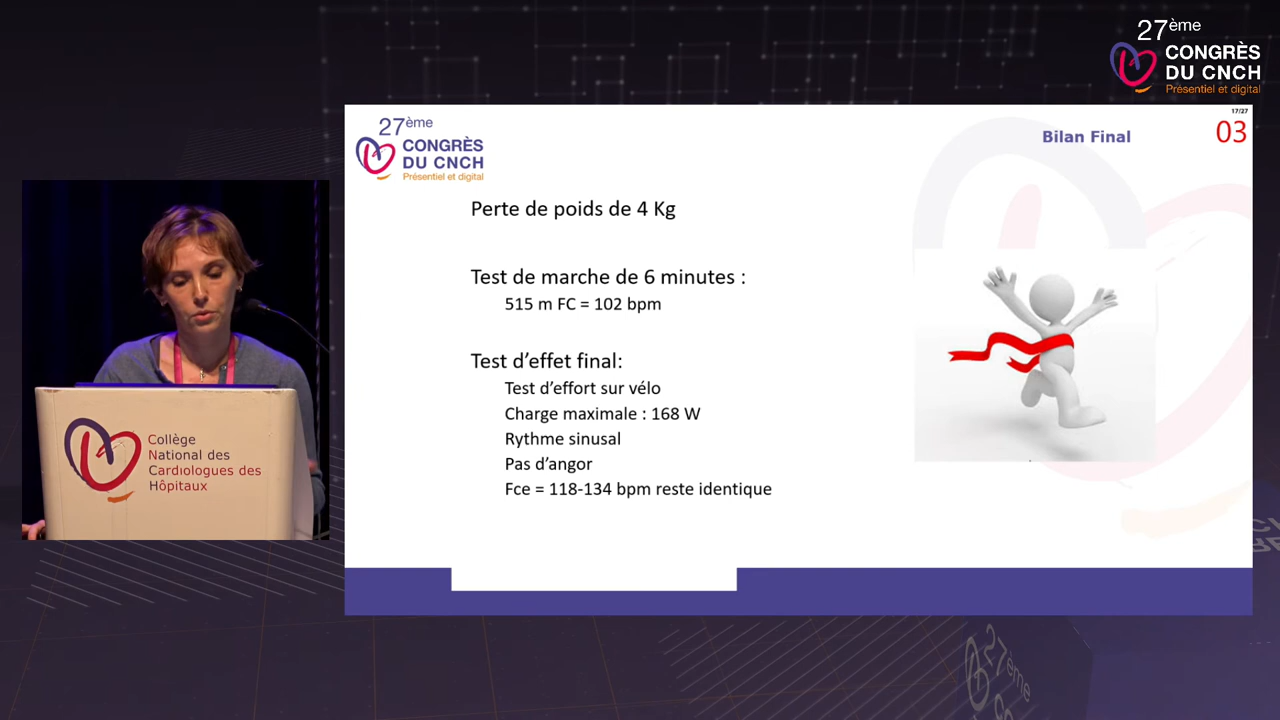 27ème
CONGRÈS
DU CNCH
Présentiel et digital
17/27
03
Bilan Final
27ème
CONGRÈS
DU CNCH
Présentiel et digital
Perte de poids de 4 Kg
Test de marche de 6 minutes :
515 m FC = 102 bpm
Test d’effet final:
Test d’effort sur vélo
Charge maximale : 168 W
Rythme sinusal
Pas d’angor
Fce = 118-134 bpm reste identique
Collège
National des
Cardiologues des
Hôpitaux
27ème